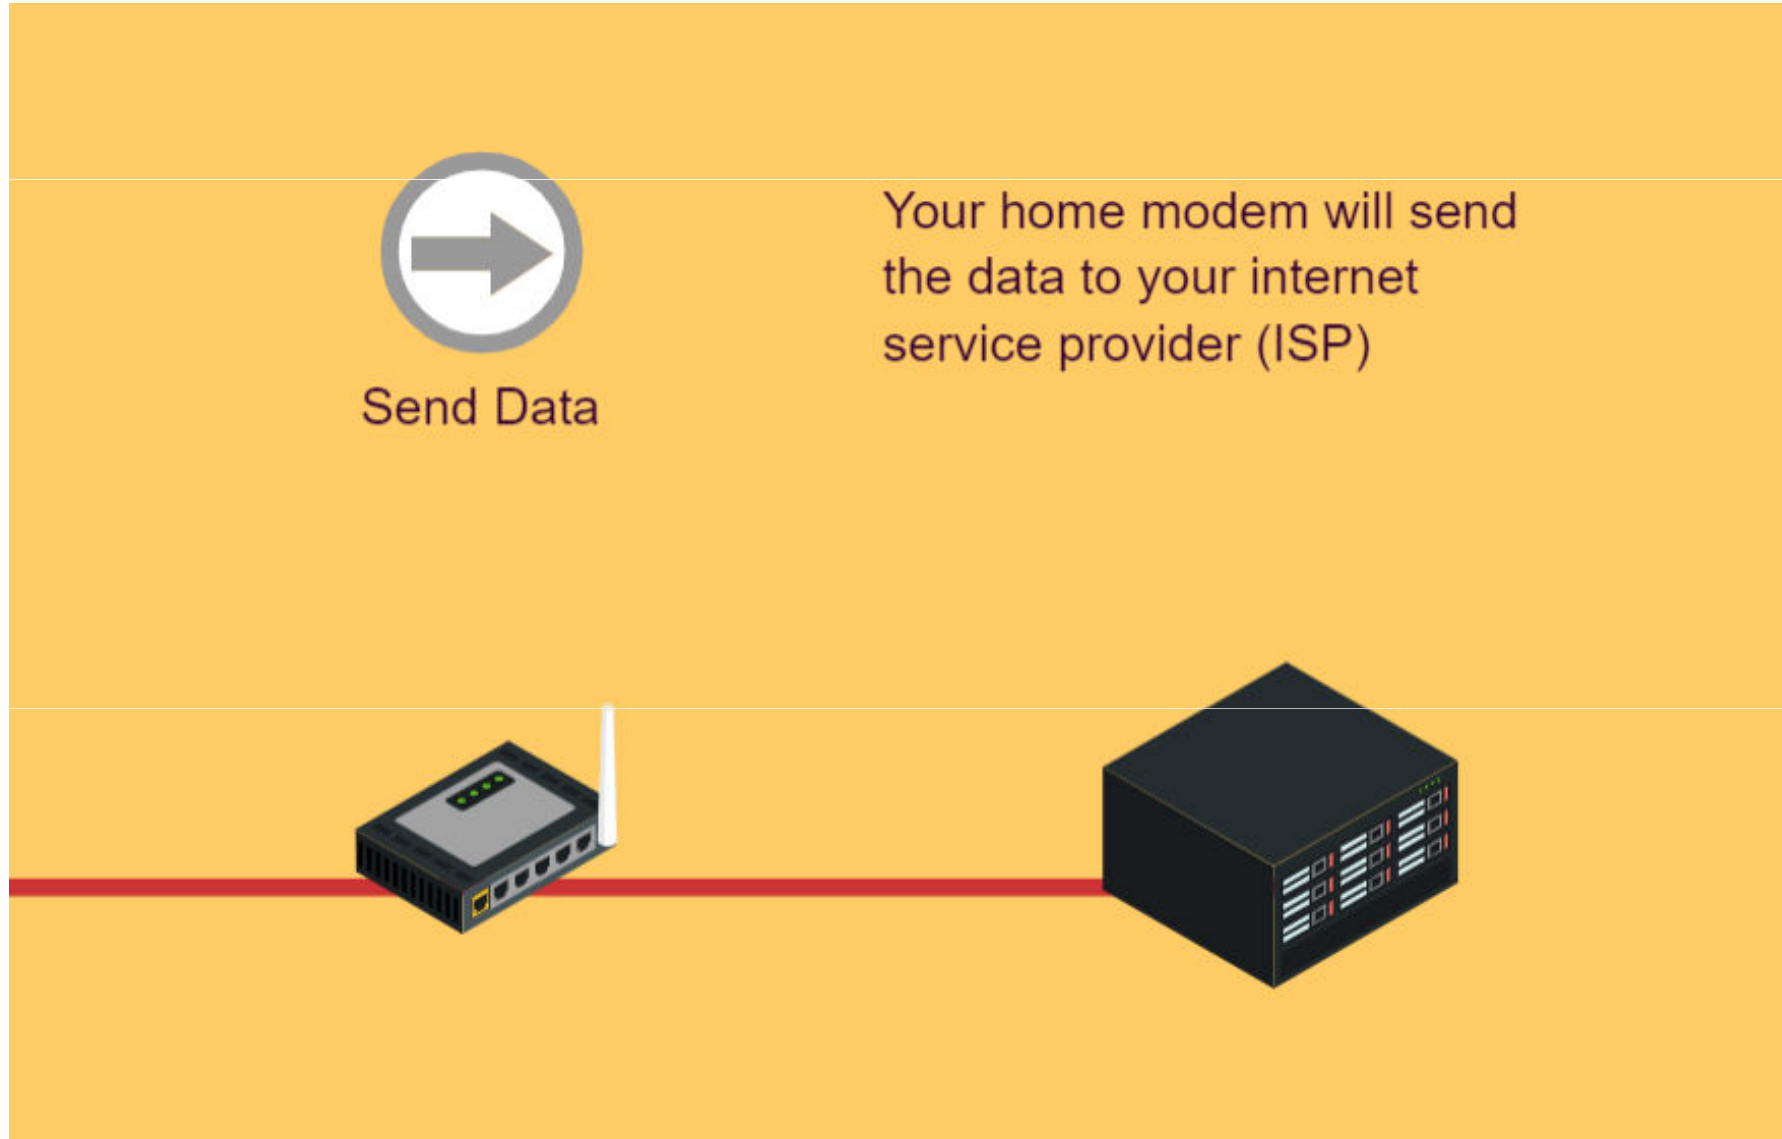 Your home modem will send
the data to your internet
service provider (ISP)
Send Data